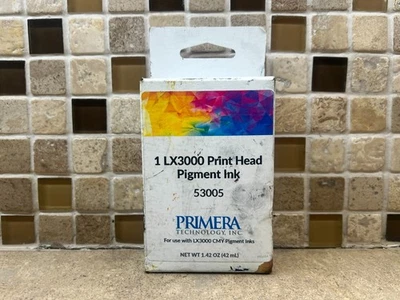 1 LX3000 Print Head
Pigment Ink
53005
PRIMERA
TECHNOLOGY, INC
For use with LX3000 CMY Pigment Inks
NET WT 1.42 OZ (42 mL)